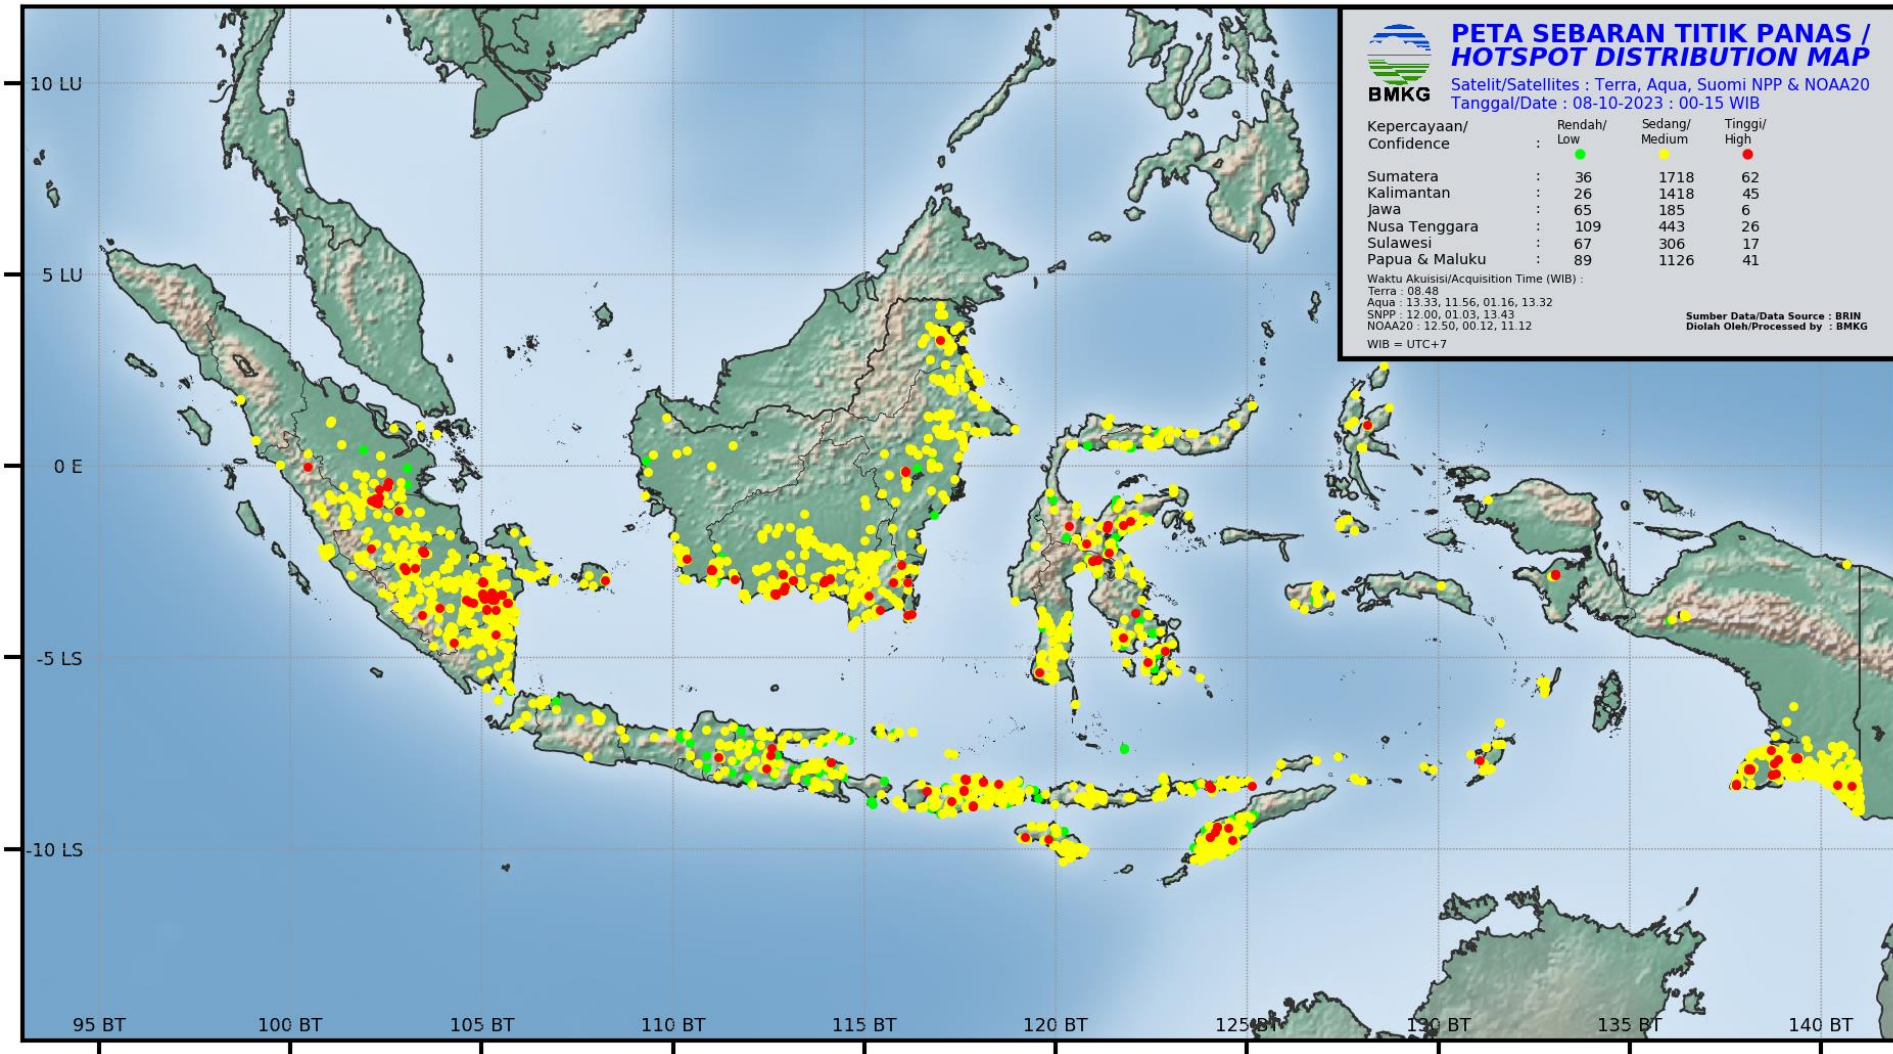 PETA SEBARAN TITIK PANAS /
HOTSPOT DISTRIBUTION MAP
BMKG
Satelit/Satellites : Terra, Aqua, Suomi NPP & NOAA20
Tanggal/Date : 08-10-2023 : 00-15 WIB
Kepercayaan/ Rendah/ Sedang/ Tinggi/
Confidence : Low Medium High
Sumatera : 36 1718 62
Kalimantan : 26 1418 45
Jawa : 65 185 6
Nusa Tenggara : 109 443 26
Sulawesi : 67 306 17
Papua & Maluku : 89 1126 41
Waktu Akuisisi/Acquisition Time (WIB) :
Terra : 08.48
Aqua : 13.33, 11.56, 01.16, 13.32
SNPP : 12.00, 01.03, 13.43
NOAA20 : 12.50, 00.12, 11.12
WIB = UTC+7
Sumber Data/Data Source : BRIN
Diolah Oleh/Processed by : BMKG
10 LU
5 LU
0 E
-5 LS
-10 LS
95 BT 100 BT 105 BT 110 BT 115 BT 120 BT 125 BT 130 BT 135 BT 140 BT